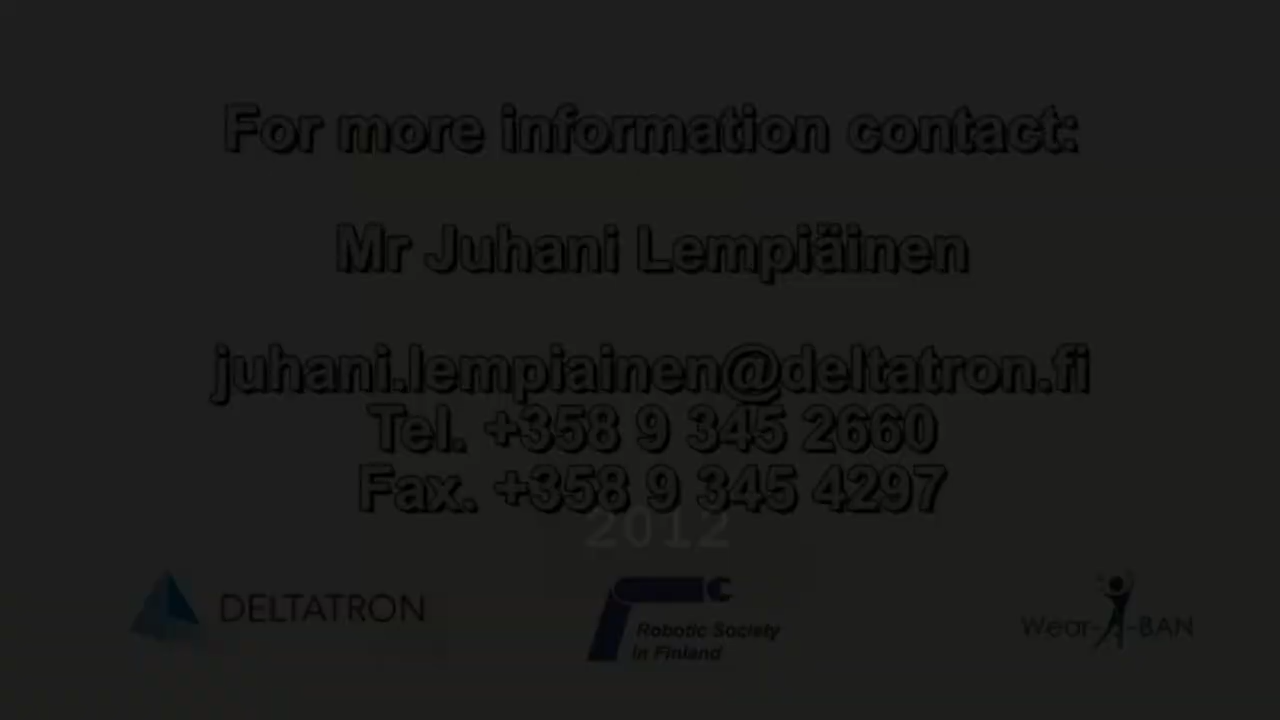 For more information contact:
Mr Juhani Lempiäinen
juhani.lempiainen@deltatron.fi
Tel. +358 9 345 2660
Fax. +358 9 345 4297
2012
DELTATRON
Robotic Society
in Finland
Wear-A-BAN